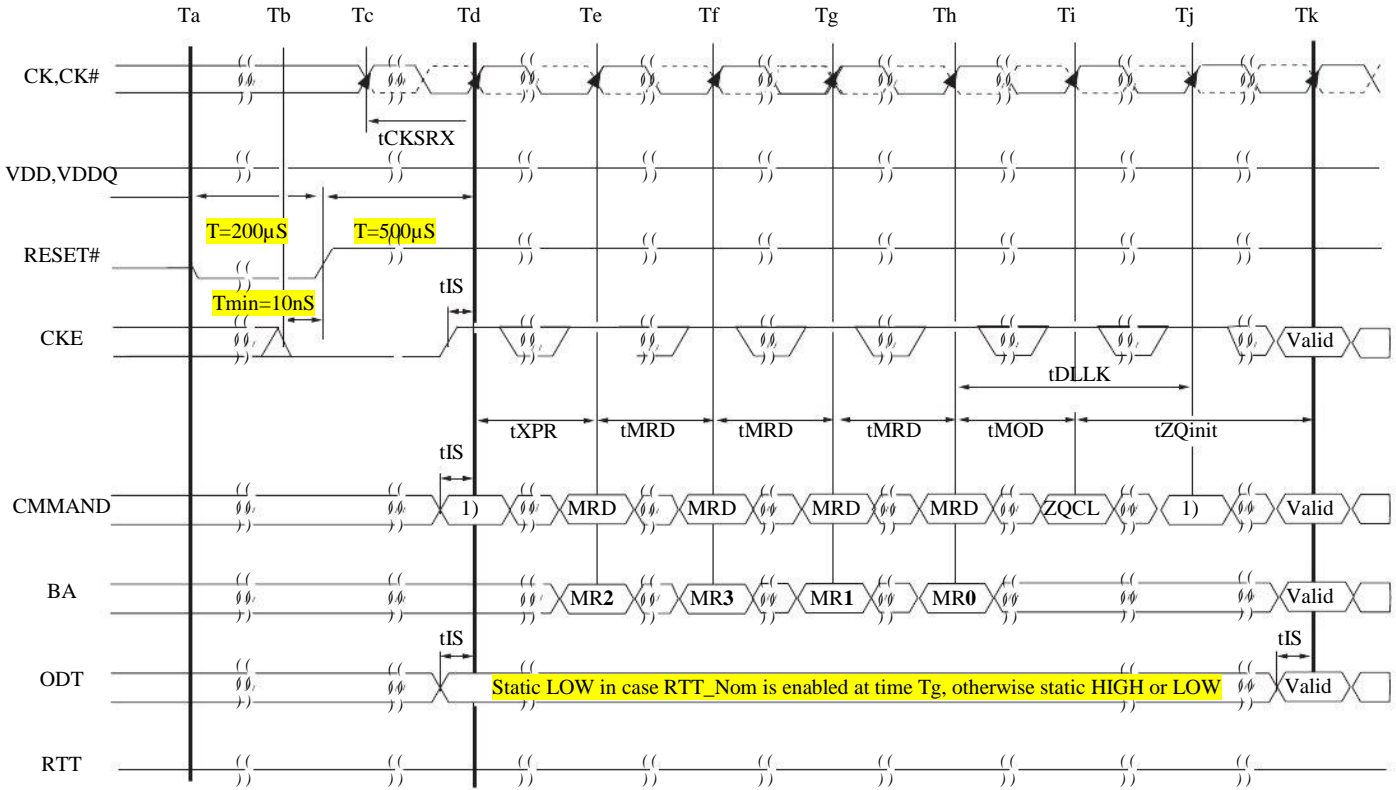 Ta Tb Tc Td Te Tf Tg Th Ti Tj Tk
CK,CK#
tCKSRX
VDD,VDDQ
T=200µS T=500µS
RESET#
tIS
Tmin=10nS
CKE Valid
tDLLK
tXPR tMRD tMRD tMRD tMOD tZQinit
tIS
CMMAND 1) MRD MRD MRD MRD ZQCL 1) Valid
BA MR2 MR3 MR1 MR0 Valid
tIS tIS
ODT Static LOW in case RTT_Nom is enabled at time Tg, otherwise static HIGH or LOW Valid
RTT